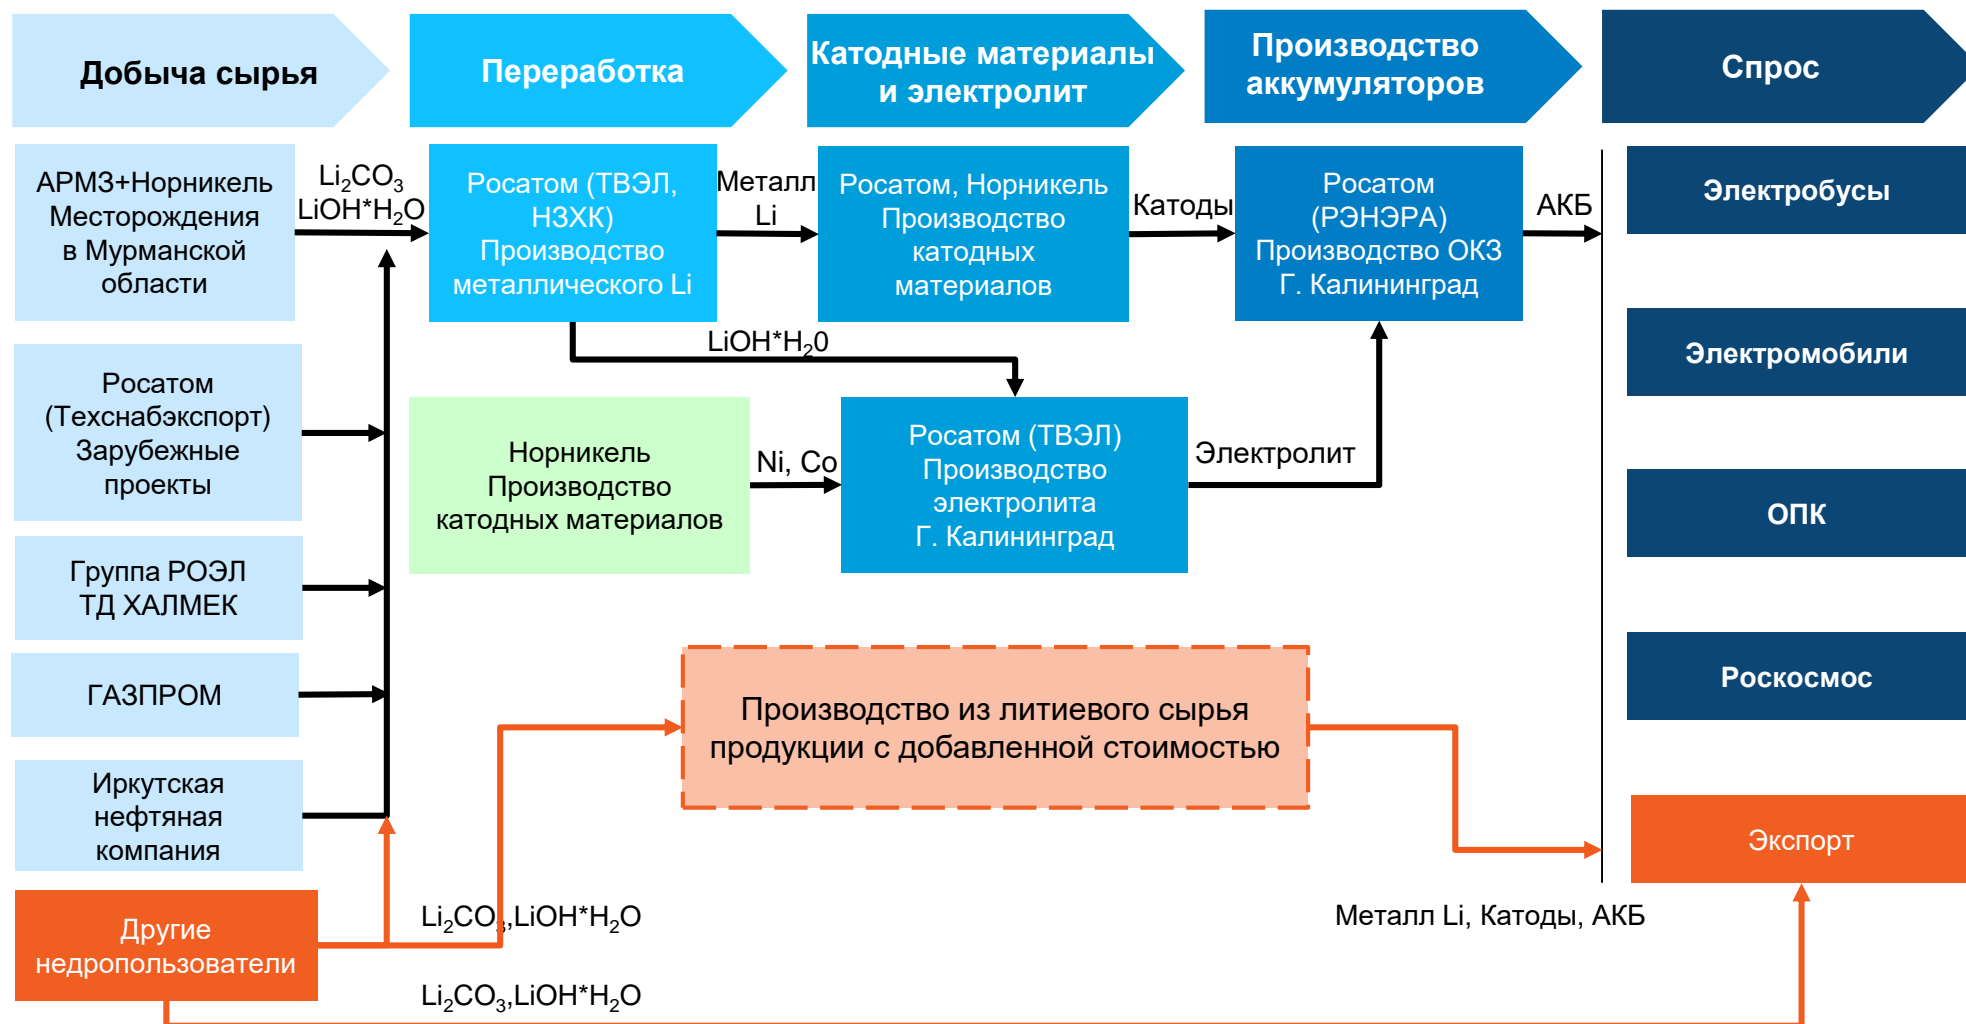 Добыча сырья
Переработка
Катодные материалы
и электролит
Производство
аккумуляторов
Спрос
АРМЗ+Норникель
Месторождения
в Мурманской
области
Li₂CO₃
LiOH*H₂O
Росатом (ТВЭЛ,
НЗХК)
Производство
металлического Li
Металл
Li
Росатом, Норникель
Производство
катодных
материалов
Катоды
Росатом
(РЭНЭРА)
Производство ОКЗ
Г. Калининград
АКБ
Электробусы
LiOH*H₂0
Электромобили
Росатом
(Техснабэкспорт)
Зарубежные
проекты
Норникель
Производство
катодных материалов
Ni, Co
Росатом (ТВЭЛ)
Производство
электролита
Г. Калининград
Электролит
ОПК
Группа РОЭЛ
ТД ХАЛМЕК
ГАЗПРОМ
Производство из литиевого сырья
продукции с добавленной стоимостью
Роскосмос
Иркутская
нефтяная
компания
Экспорт
Другие
недропользователи
Li₂CO₃,LiOH*H₂O
Металл Li, Катоды, АКБ
Li₂CO₃,LiOH*H₂O